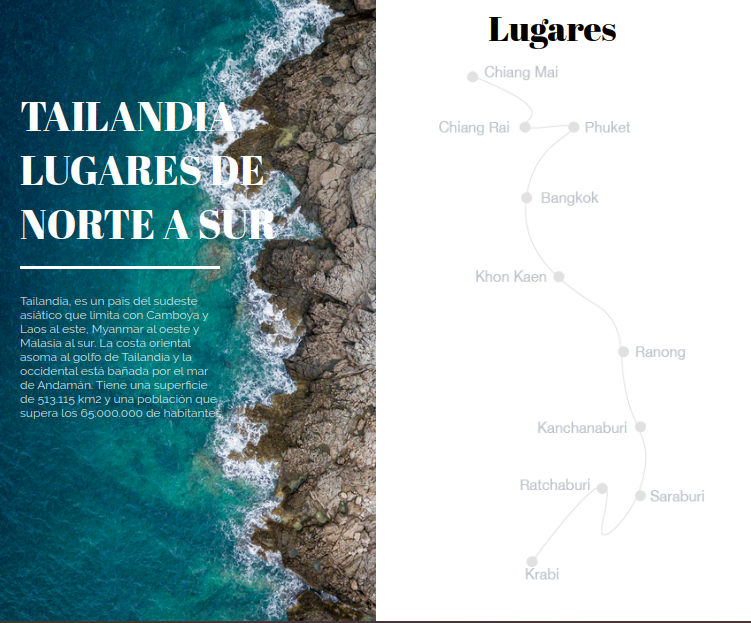 TAILANDIA
LUGARES DE
NORTE A SUR
Tailandia, es un país del sudeste
asiático que limita con Camboya y
Laos al este, Myanmar al oeste y
Malasia al sur. La costa oriental
asoma al golfo de Tailandia y la
occidental está bañada por el mar
de Andamán. Tiene una superficie
de 513.115 km2 y una población que
supera los 65.000.000 de habitantes.
Lugares
Chiang Mai
Chiang Rai
Phuket
Bangkok
Khon Kaen
Ranong
Kanchanaburi
Ratchaburi
Saraburi
Krabi